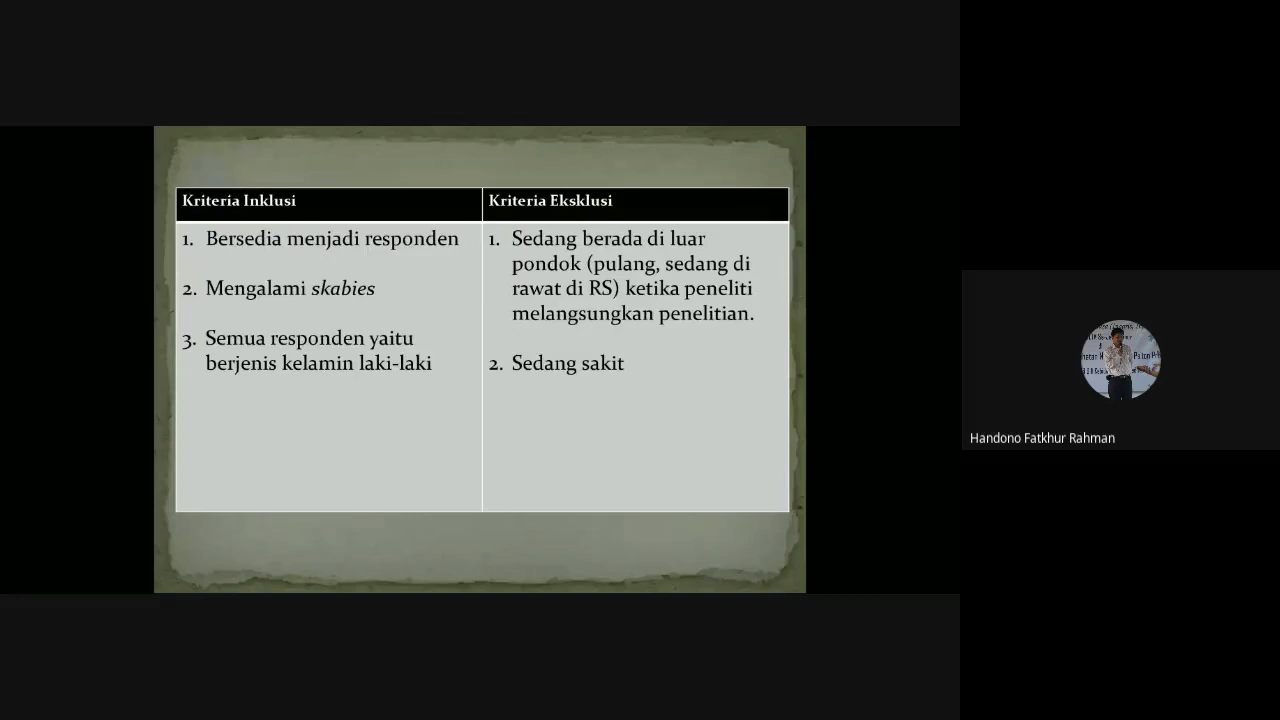 Kriteria Inklusi
Kriteria Eksklusi
1. Bersedia menjadi responden
2. Mengalami skabies
3. Semua responden yaitu
berjenis kelamin laki-laki
1. Sedang berada di luar
pondok (pulang, sedang di
rawat di RS) ketika peneliti
melangsungkan penelitian.
2. Sedang sakit
Handono Fatkhur Rahman